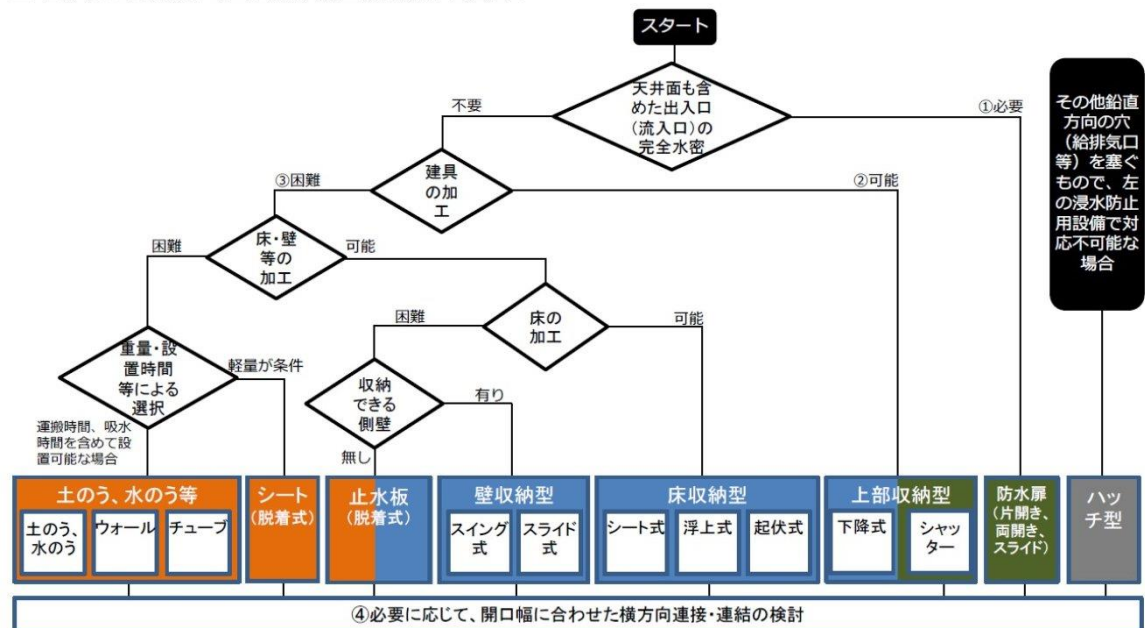 スタート
天井面も含
めた出入口
(流入口)の
完全水密
不要
①必要
その他鉛直
方向の穴
(給排気口
等)を塞ぐ
もので、左
の浸水防止
用設備で対
応不可能な
場合
建具
の加
工
③困難
②可能
床・壁
等の
加工
困難
可能
床の
加工
困難
可能
重量・設
置時間
等による
選択
軽量が条件
運搬時間、吸水
時間を含めて設
置可能な場合
収納
できる
側壁
有り
無し
土のう、水のう等
土のう、
水のう
ウォール
チューブ
シート
(脱着式)
止水板
(脱着式)
壁収納型
スイング
式
スライド
式
床収納型
シート式
浮上式
起伏式
上部収納型
下降式
シャッ
ター
防水扉
(片開き、
両開き、
スライド)
ハッ
チ型
④必要に応じて、開口幅に合わせた横方向連接・連結の検討